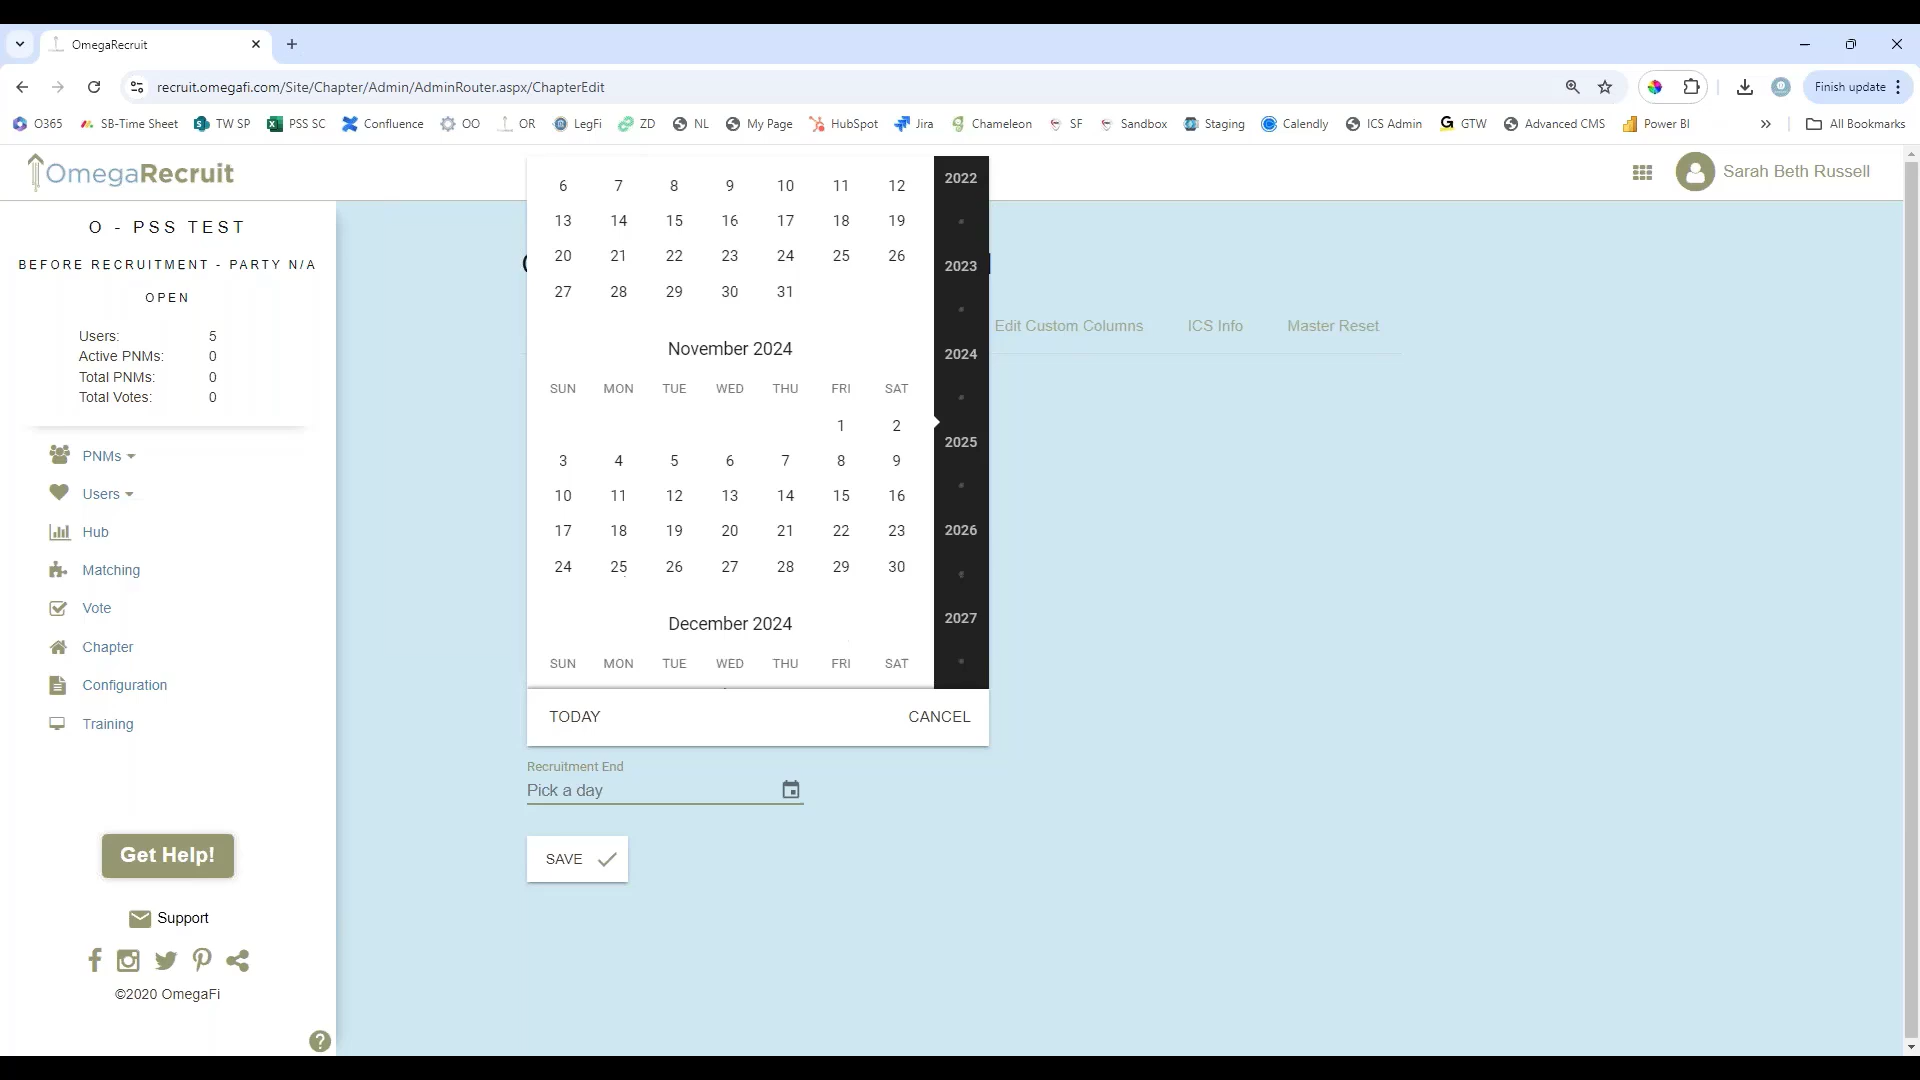 OmegaRecruit
recruit.omegafi.com/Site/Chapter/Admin/AdminRouter.aspx/ChapterEdit
Finish update
O365
SB-Time Sheet
TW SP
PSS SC
Confluence
OO
OR
LegFi
ZD
NL
My Page
HubSpot
Jira
Chameleon
SF
Sandbox
Staging
Calendly
ICS Admin
GTW
Advanced CMS
Power BI
All Bookmarks
OmegaRecruit
Sarah Beth Russell
O - PSS TEST
BEFORE RECRUITMENT - PARTY N/A
OPEN
Users: 5
Active PNMs: 0
Total PNMs: 0
Total Votes: 0
PNMs
Users
Hub
Matching
Vote
Chapter
Configuration
Training
Get Help!
Support
©2020 OmegaFi
?
6 7 8 9 10 11 12
13 14 15 16 17 18 19
20 21 22 23 24 25 26
27 28 29 30 31
November 2024
SUN MON TUE WED THU FRI SAT
1 2
3 4 5 6 7 8 9
10 11 12 13 14 15 16
17 18 19 20 21 22 23
24 25 26 27 28 29 30
December 2024
SUN MON TUE WED THU FRI SAT
2022
2023
2024
2025
2026
2027
TODAY CANCEL
Edit Custom Columns ICS Info Master Reset
Recruitment End
Pick a day
SAVE